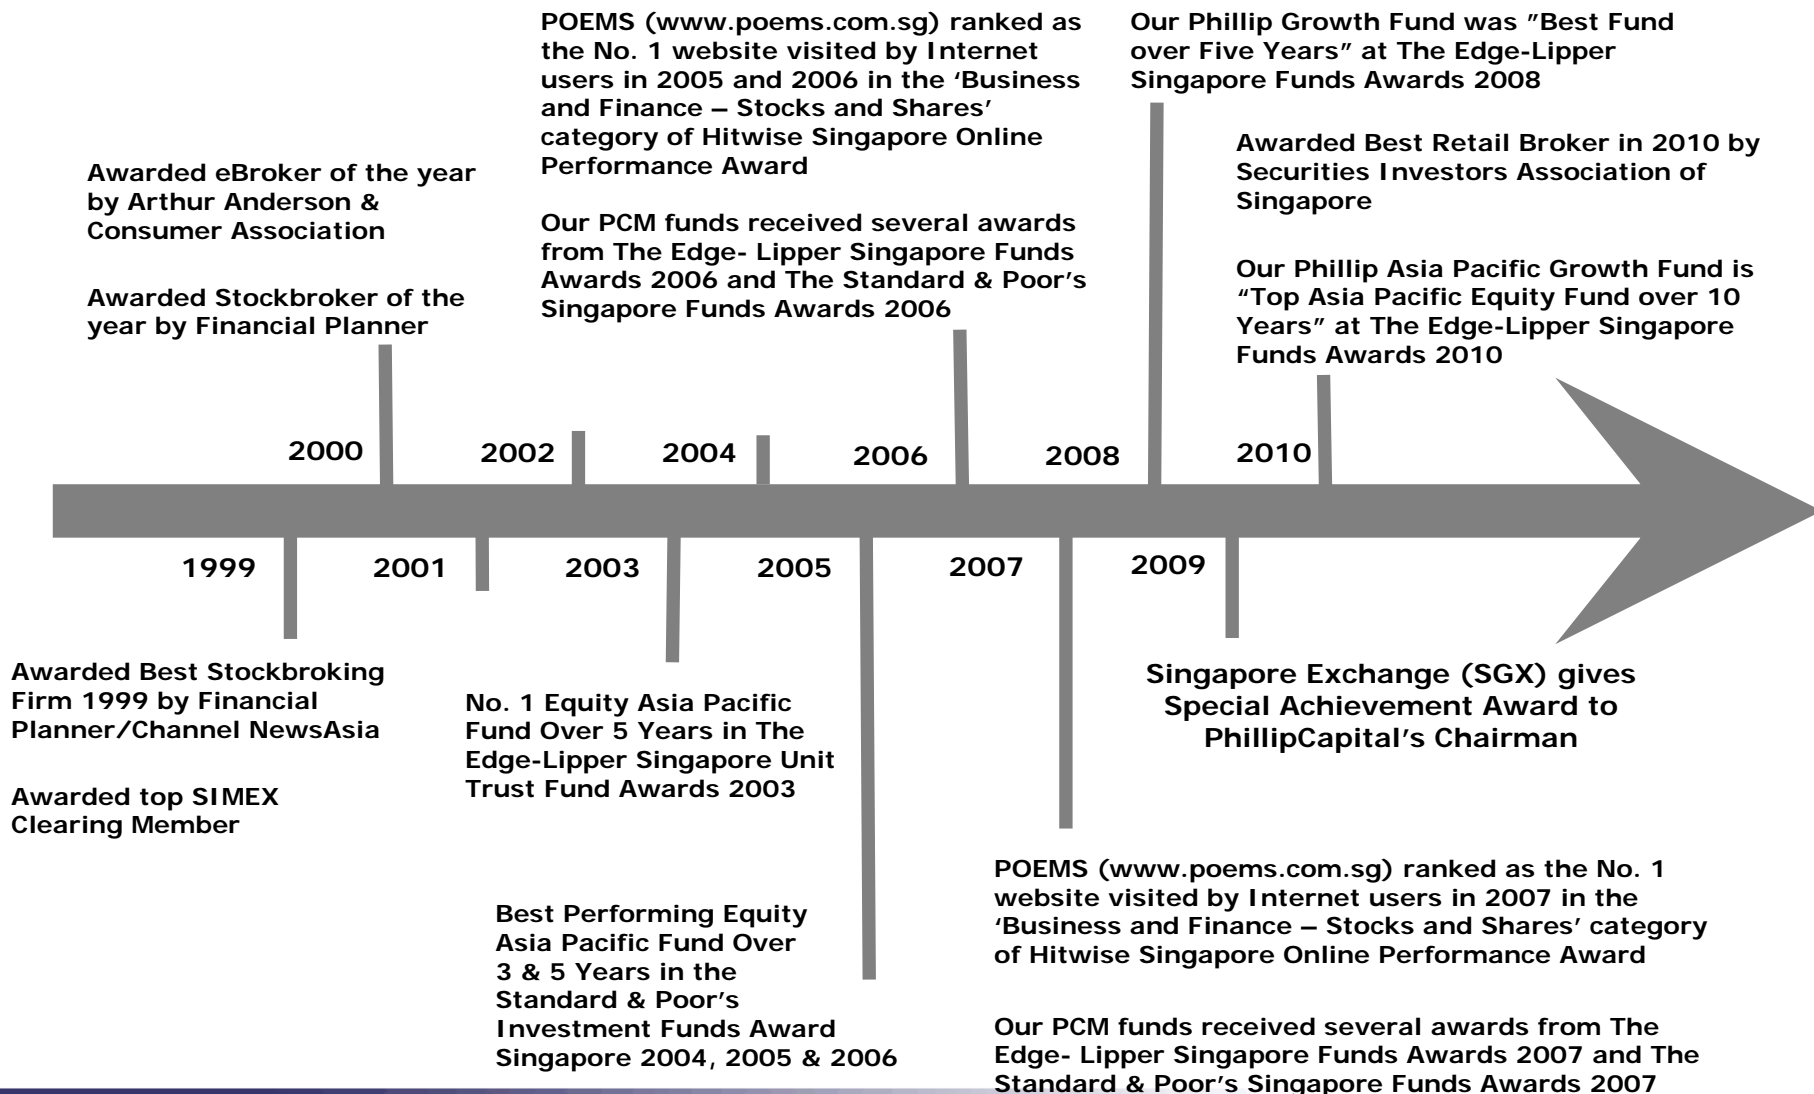 POEMS (www.poems.com.sg) ranked as
the No. 1 website visited by Internet
users in 2005 and 2006 in the ‘Business
and Finance – Stocks and Shares’
category of Hitwise Singapore Online
Performance Award
Our PCM funds received several awards
from The Edge- Lipper Singapore Funds
Awards 2006 and The Standard & Poor's
Singapore Funds Awards 2006
Our Phillip Growth Fund was ”Best Fund
over Five Years” at The Edge-Lipper
Singapore Funds Awards 2008
Awarded Best Retail Broker in 2010 by
Securities Investors Association of
Singapore
Our Phillip Asia Pacific Growth Fund is
“Top Asia Pacific Equity Fund over 10
Years” at The Edge-Lipper Singapore
Funds Awards 2010
Awarded eBroker of the year
by Arthur Anderson &
Consumer Association
Awarded Stockbroker of the
year by Financial Planner
2000
2002
2004
2006
2008
2010
1999
2001
2003
2005
2007
2009
Awarded Best Stockbroking
Firm 1999 by Financial
Planner/Channel NewsAsia
Awarded top SIMEX
Clearing Member
No. 1 Equity Asia Pacific
Fund Over 5 Years in The
Edge-Lipper Singapore Unit
Trust Fund Awards 2003
Best Performing Equity
Asia Pacific Fund Over
3 & 5 Years in the
Standard & Poor's
Investment Funds Award
Singapore 2004, 2005 & 2006
Singapore Exchange (SGX) gives
Special Achievement Award to
PhillipCapital's Chairman
POEMS (www.poems.com.sg) ranked as the No. 1
website visited by Internet users in 2007 in the
‘Business and Finance – Stocks and Shares’ category
of Hitwise Singapore Online Performance Award
Our PCM funds received several awards from The
Edge- Lipper Singapore Funds Awards 2007 and The
Standard & Poor's Singapore Funds Awards 2007